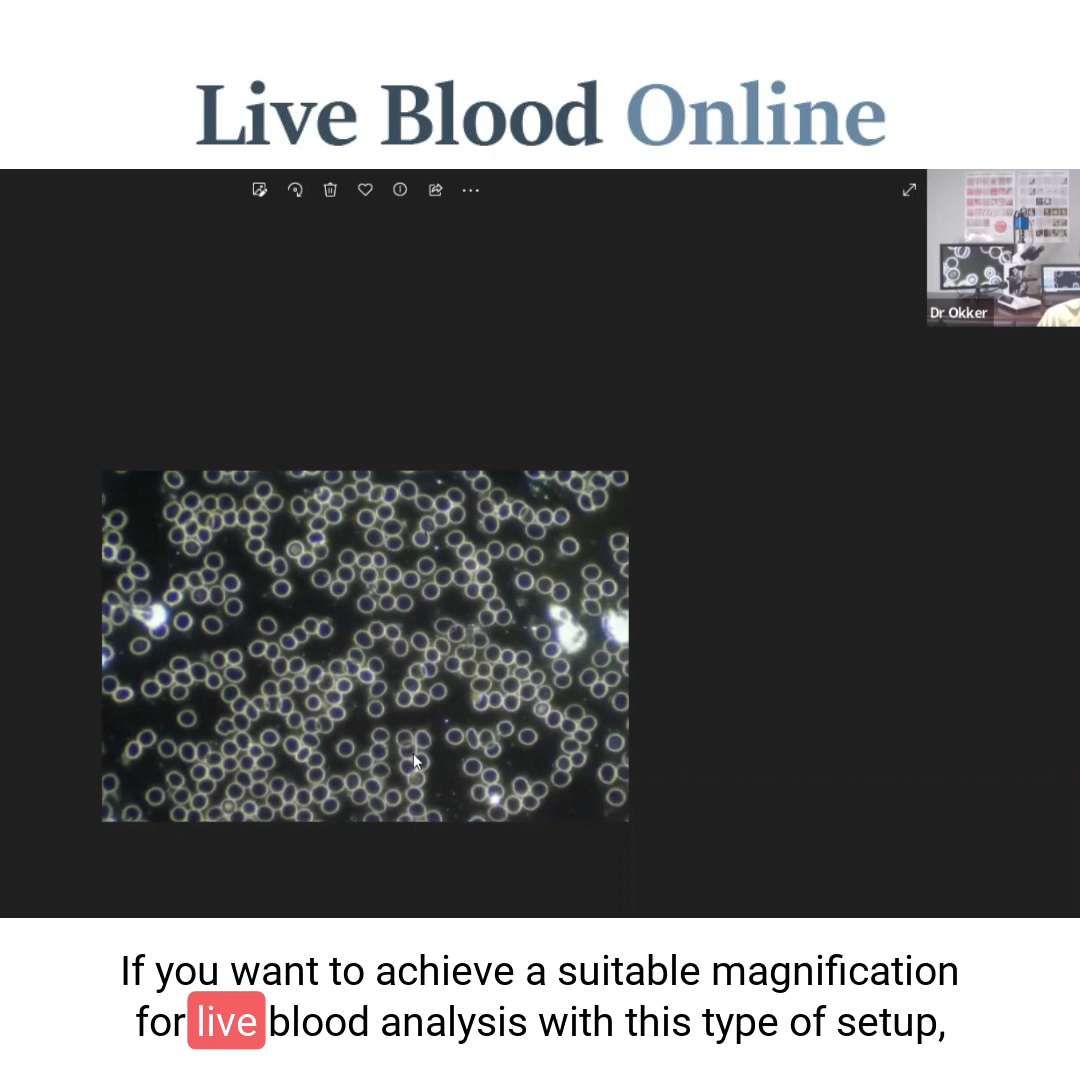 Live Blood Online
Dr Okker
If you want to achieve a suitable magnification
for live blood analysis with this type of setup,